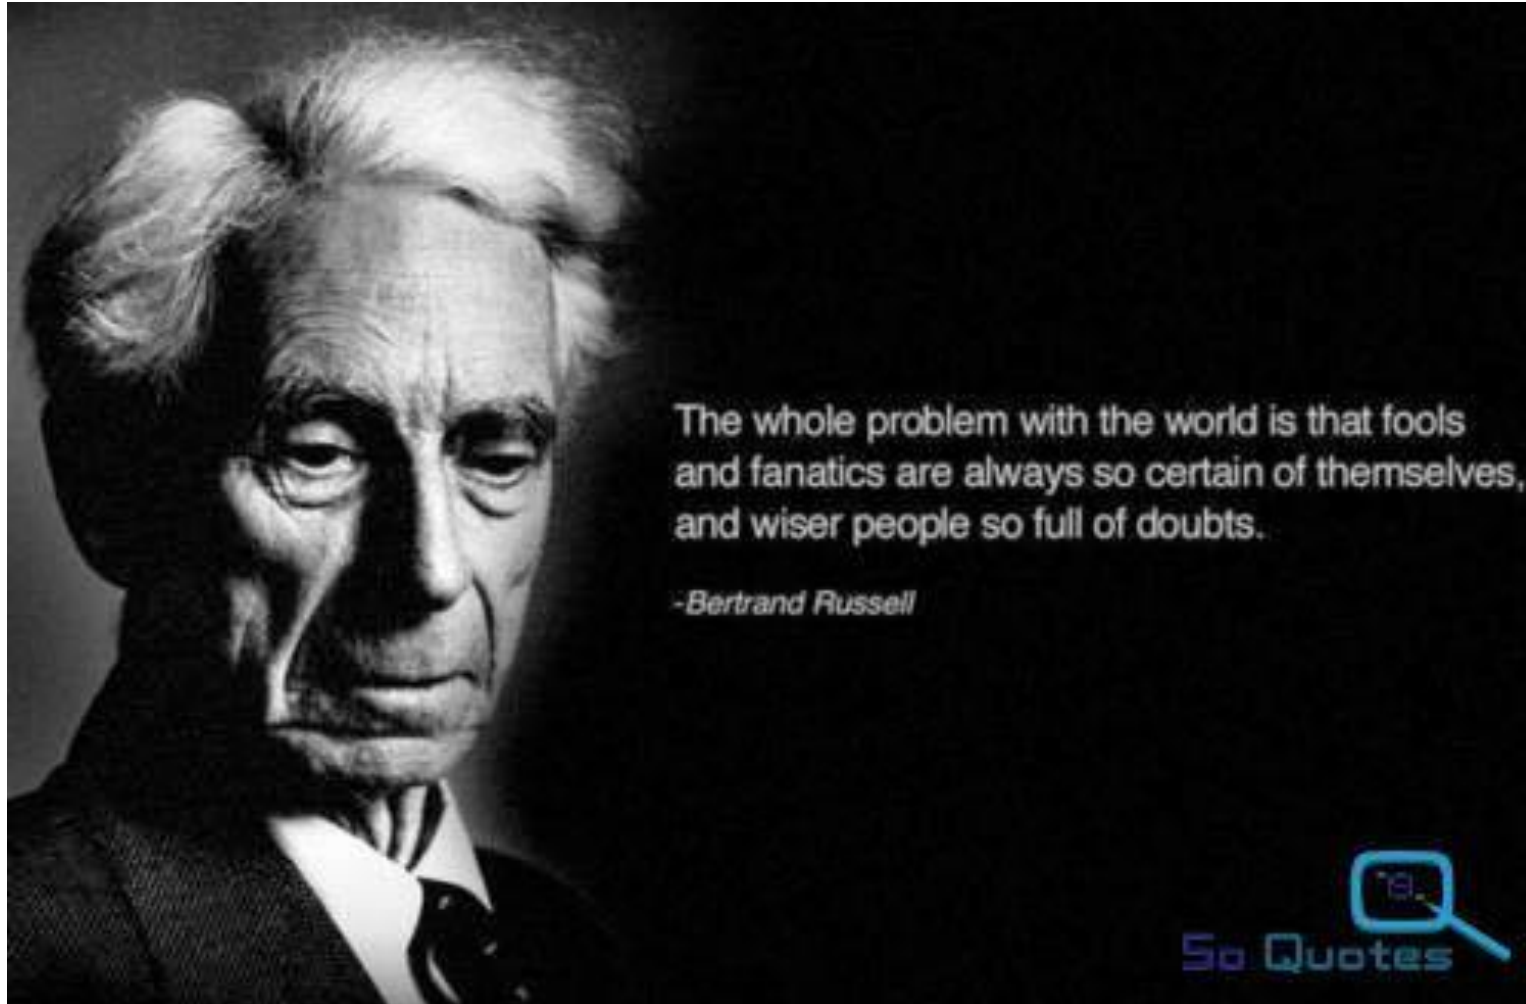 The whole problem with the world is that fools
and fanatics are always so certain of themselves,
and wiser people so full of doubts.
-Bertrand Russell
So Quotes